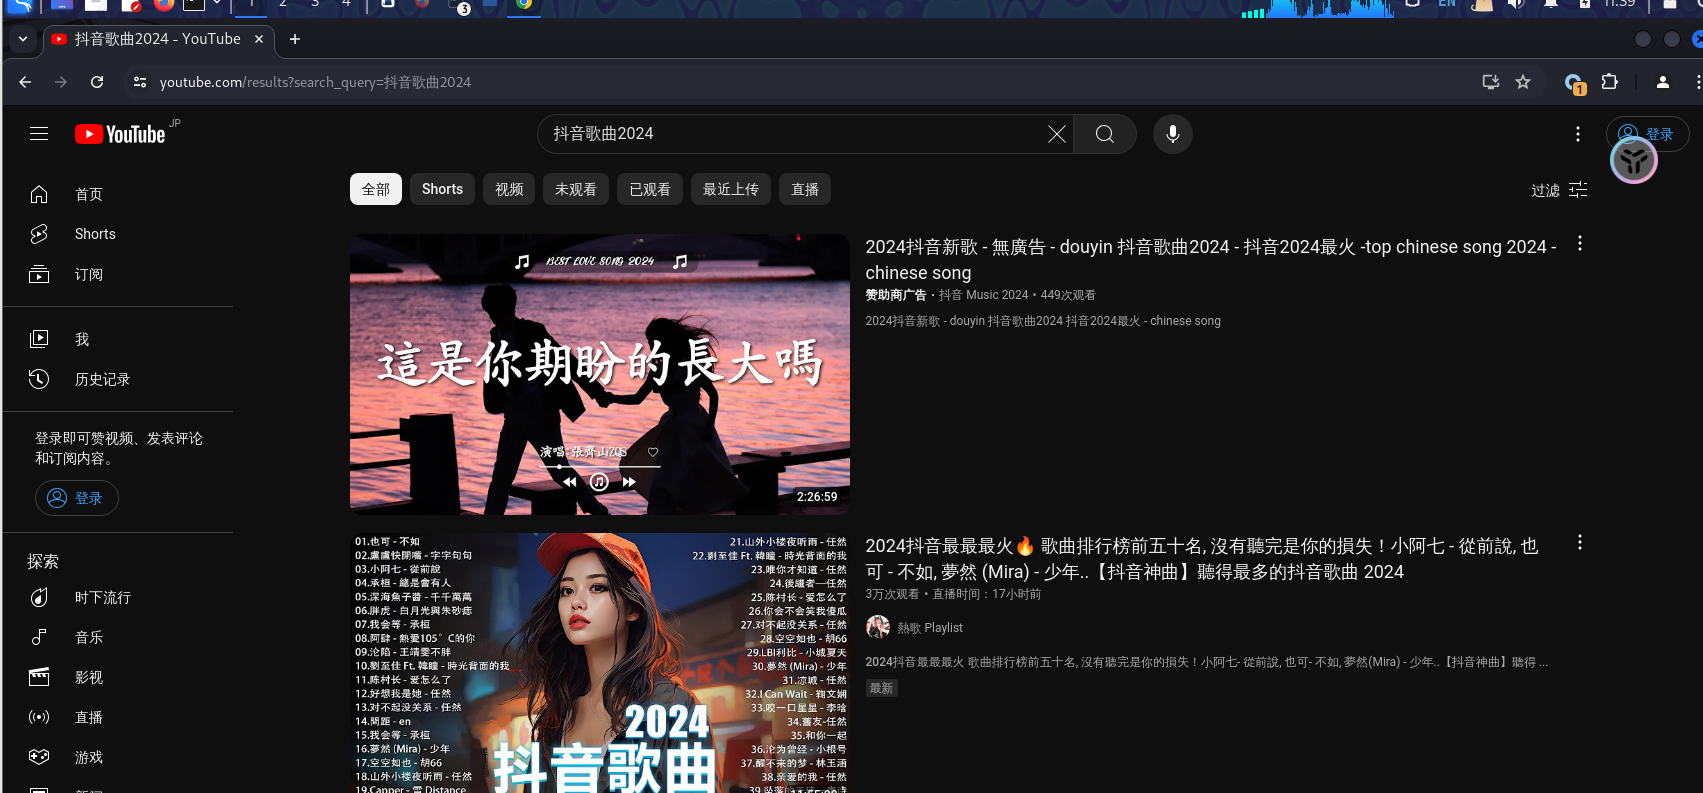 1 2 3 4
3
EN
11:39
抖音歌曲2024 - YouTube
youtube.com/results?search_query=抖音歌曲2024
1
YouTube JP
抖音歌曲2024
登录
首页
Shorts
订阅
我
历史记录
登录即可赞视频、发表评论
和订阅内容。
登录
探索
时下流行
音乐
影视
直播
游戏
全部 Shorts 视频 未观看 已观看 最近上传 直播
过滤
BEST LOVE SONG 2024
這是你期盼的長大嗎
演唱:張齊山ZQS
2:26:59
2024抖音新歌 - 無廣告 - douyin 抖音歌曲2024 - 抖音2024最火 -top chinese song 2024 -
chinese song
赞助商广告 · 抖音 Music 2024 • 449次观看
2024抖音新歌 - douyin 抖音歌曲2024 抖音2024最火 - chinese song
01.也可 - 不如
02.盧盧快閉嘴 - 字字句句
03.小阿七 - 從前說
04.承桓 - 總是會有人
05.深海魚子醬 - 千千萬萬
06.胖虎 - 白月光與朱砂痣
07.我会等 - 承桓
08.阿肆 - 熱愛105°C的你
09.沦陷 - 王靖雯不胖
10.劉至佳 Ft. 韓瞳 - 時光背面的我
11.陈村长 - 爱怎么了
12.好想我是她 - 任然
13.对不起没关系 - 任然
14.間距 - en
15.我会等 - 承桓
16.夢然 (Mira) - 少年
17.空空如也 - 胡66
18.山外小楼夜听雨 - 任然
19.Capper - 雪 Distance
21.山外小楼夜听雨 - 任然
22.劉至佳 Ft. 韓瞳 - 時光背面的我
23.唯你才知道 - 任然
24.後繼者—任然
25.陈村长 - 爱怎么了
26.你会不会笑我傻瓜
27.对不起没关系 - 任然
28.空空如也 - 胡66
29.LBI利比 - 小城夏天
30.夢然 (Mira) - 少年
31.凉城 - 任然
32.I Can Wait - 鞠文娴
33.咬一口星星 - 李晗
34.舊友-任然
35.和你一起
36.沦为曾经 - 小根号
37.醒不来的梦 - 林玉涵
38.亲爱的我 - 任然
2024
抖音歌曲
2024抖音最最最火🔥 歌曲排行榜前五十名, 沒有聽完是你的損失！小阿七 - 從前說, 也
可 - 不如, 夢然 (Mira) - 少年..【抖音神曲】聽得最多的抖音歌曲 2024
3万次观看 • 直播时间：17小时前
熱歌 Playlist
2024抖音最最最火 歌曲排行榜前五十名, 沒有聽完是你的損失！小阿七- 從前說, 也可- 不如, 夢然(Mira) - 少年..【抖音神曲】聽得 ...
最新